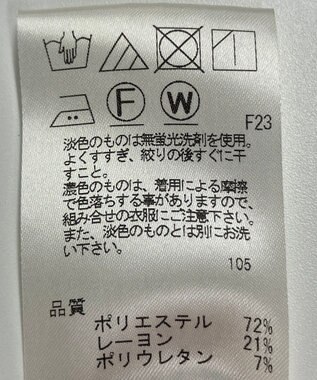 F W F23
淡色のものは無蛍光洗剤を使用。
よくすすぎ、絞りの後すぐに干
すこと。
濃色のものは、着用による摩擦
で色落ちする事がありますので、
組み合せの衣服にご注意下さい。
また、淡色のものとは別にお洗
い下さい。
105
品質
ポリエステル 72%
レーヨン 21%
ポリウレタン 7%